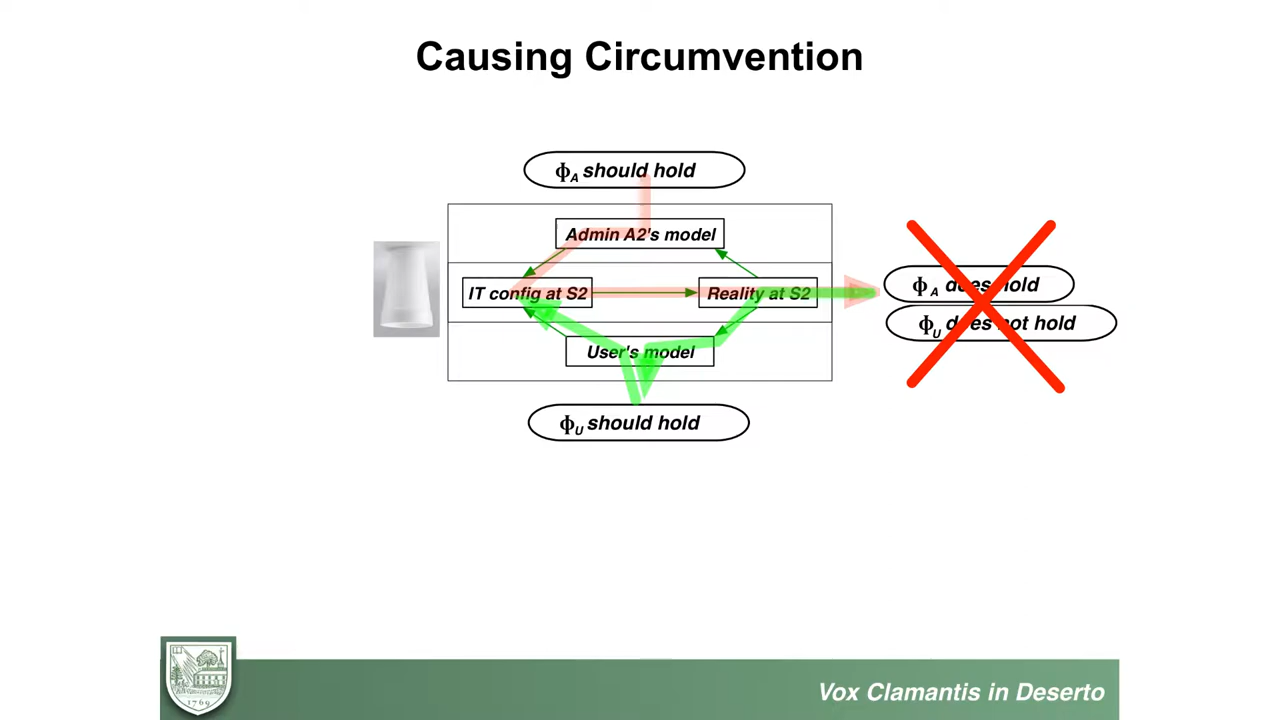 Causing Circumvention
ϕA should hold
Admin A2's model
IT config at S2
Reality at S2
ϕA does hold
ϕU does not hold
User's model
ϕU should hold
1769
Vox Clamantis in Deserto